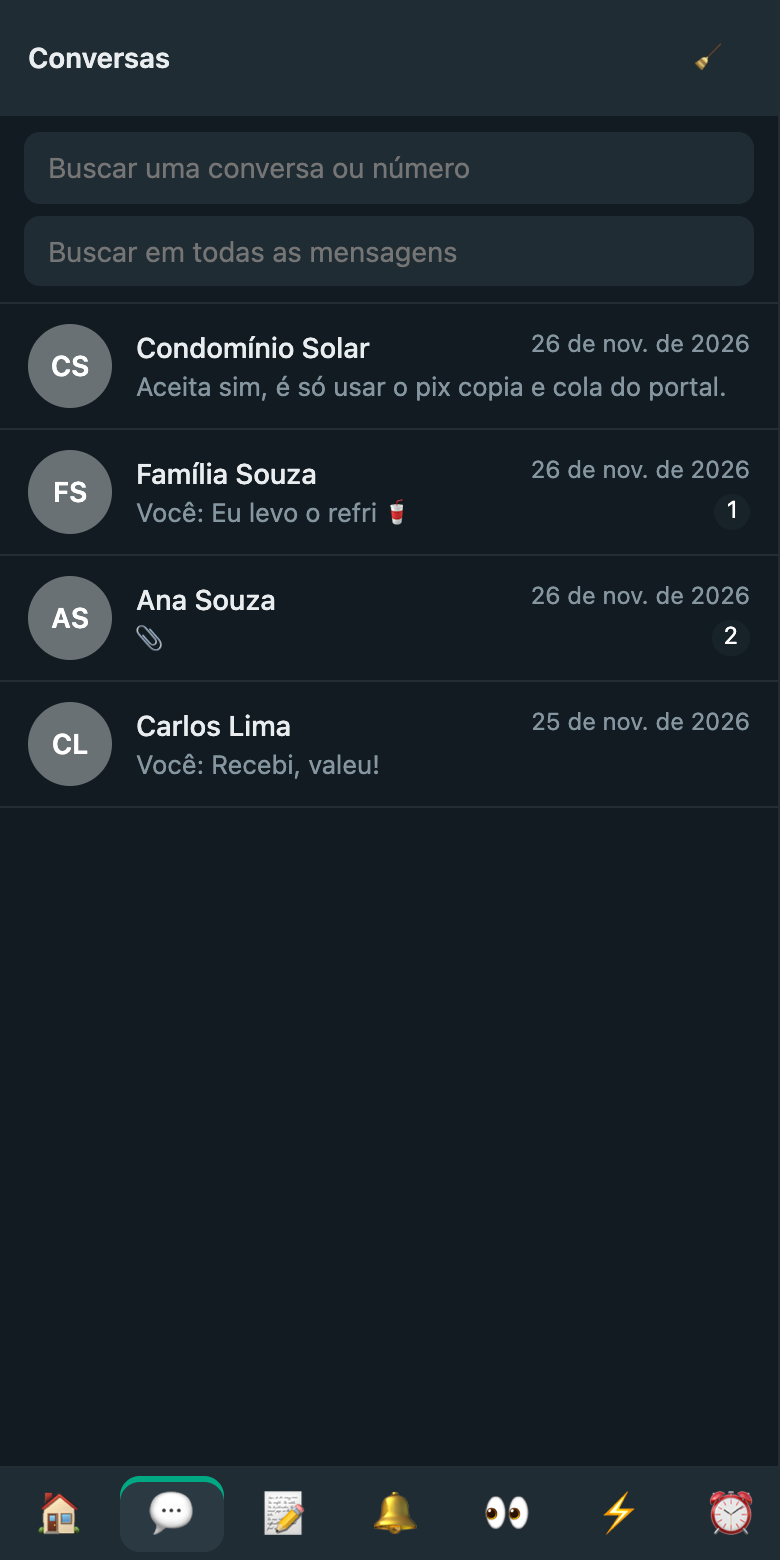 Conversas
Buscar uma conversa ou número
Buscar em todas as mensagens
CS
Condomínio Solar
26 de nov. de 2026
Aceita sim, é só usar o pix copia e cola do portal.
FS
Família Souza
26 de nov. de 2026
Você: Eu levo o refri 🥤
1
AS
Ana Souza
26 de nov. de 2026
📎
2
CL
Carlos Lima
25 de nov. de 2026
Você: Recebi, valeu!